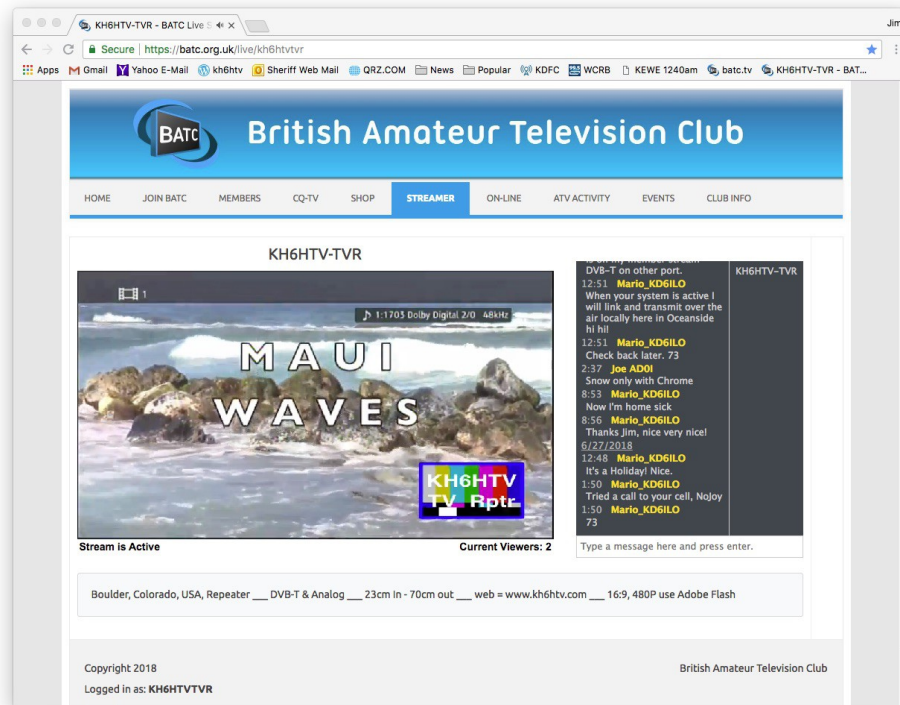 KH6HTV-TVR - BATC Live S
Jim
Secure | https://batc.org.uk/live/kh6htvtvr
Apps Gmail Yahoo E-Mail kh6htv Sheriff Web Mail QRZ.COM News Popular KDFC WCRB KEWE 1240am batc.tv KH6HTV-TVR - BAT...
BATC
British Amateur Television Club
HOME JOIN BATC MEMBERS CQ-TV SHOP STREAMER ON-LINE ATV ACTIVITY EVENTS CLUB INFO
KH6HTV-TVR
1
1:1703 Dolby Digital 2/0 48kHz
MAUI
WAVES
KH6HTV
TV Rptr
Stream is Active
Current Viewers: 2
is on my member stream
DVB-T on other port.
12:51 Mario_KD6ILO
When your system is active I
will link and transmit over the
air locally here in Oceanside
hi hi!
12:51 Mario_KD6ILO
Check back later. 73
2:37 Joe AD0I
Snow only with Chrome
8:53 Mario_KD6ILO
Now I'm home sick
8:56 Mario_KD6ILO
Thanks Jim, nice very nice!
6/27/2018
12:48 Mario_KD6ILO
It's a Holiday! Nice.
1:50 Mario_KD6ILO
Tried a call to your cell, NoJoy
1:50 Mario_KD6ILO
73
KH6HTV-TVR
Type a message here and press enter.
Boulder, Colorado, USA, Repeater ___ DVB-T & Analog ___ 23cm In - 70cm out ___ web = www.kh6htv.com ___ 16:9, 480P use Adobe Flash
Copyright 2018
British Amateur Television Club
Logged in as: KH6HTVTVR